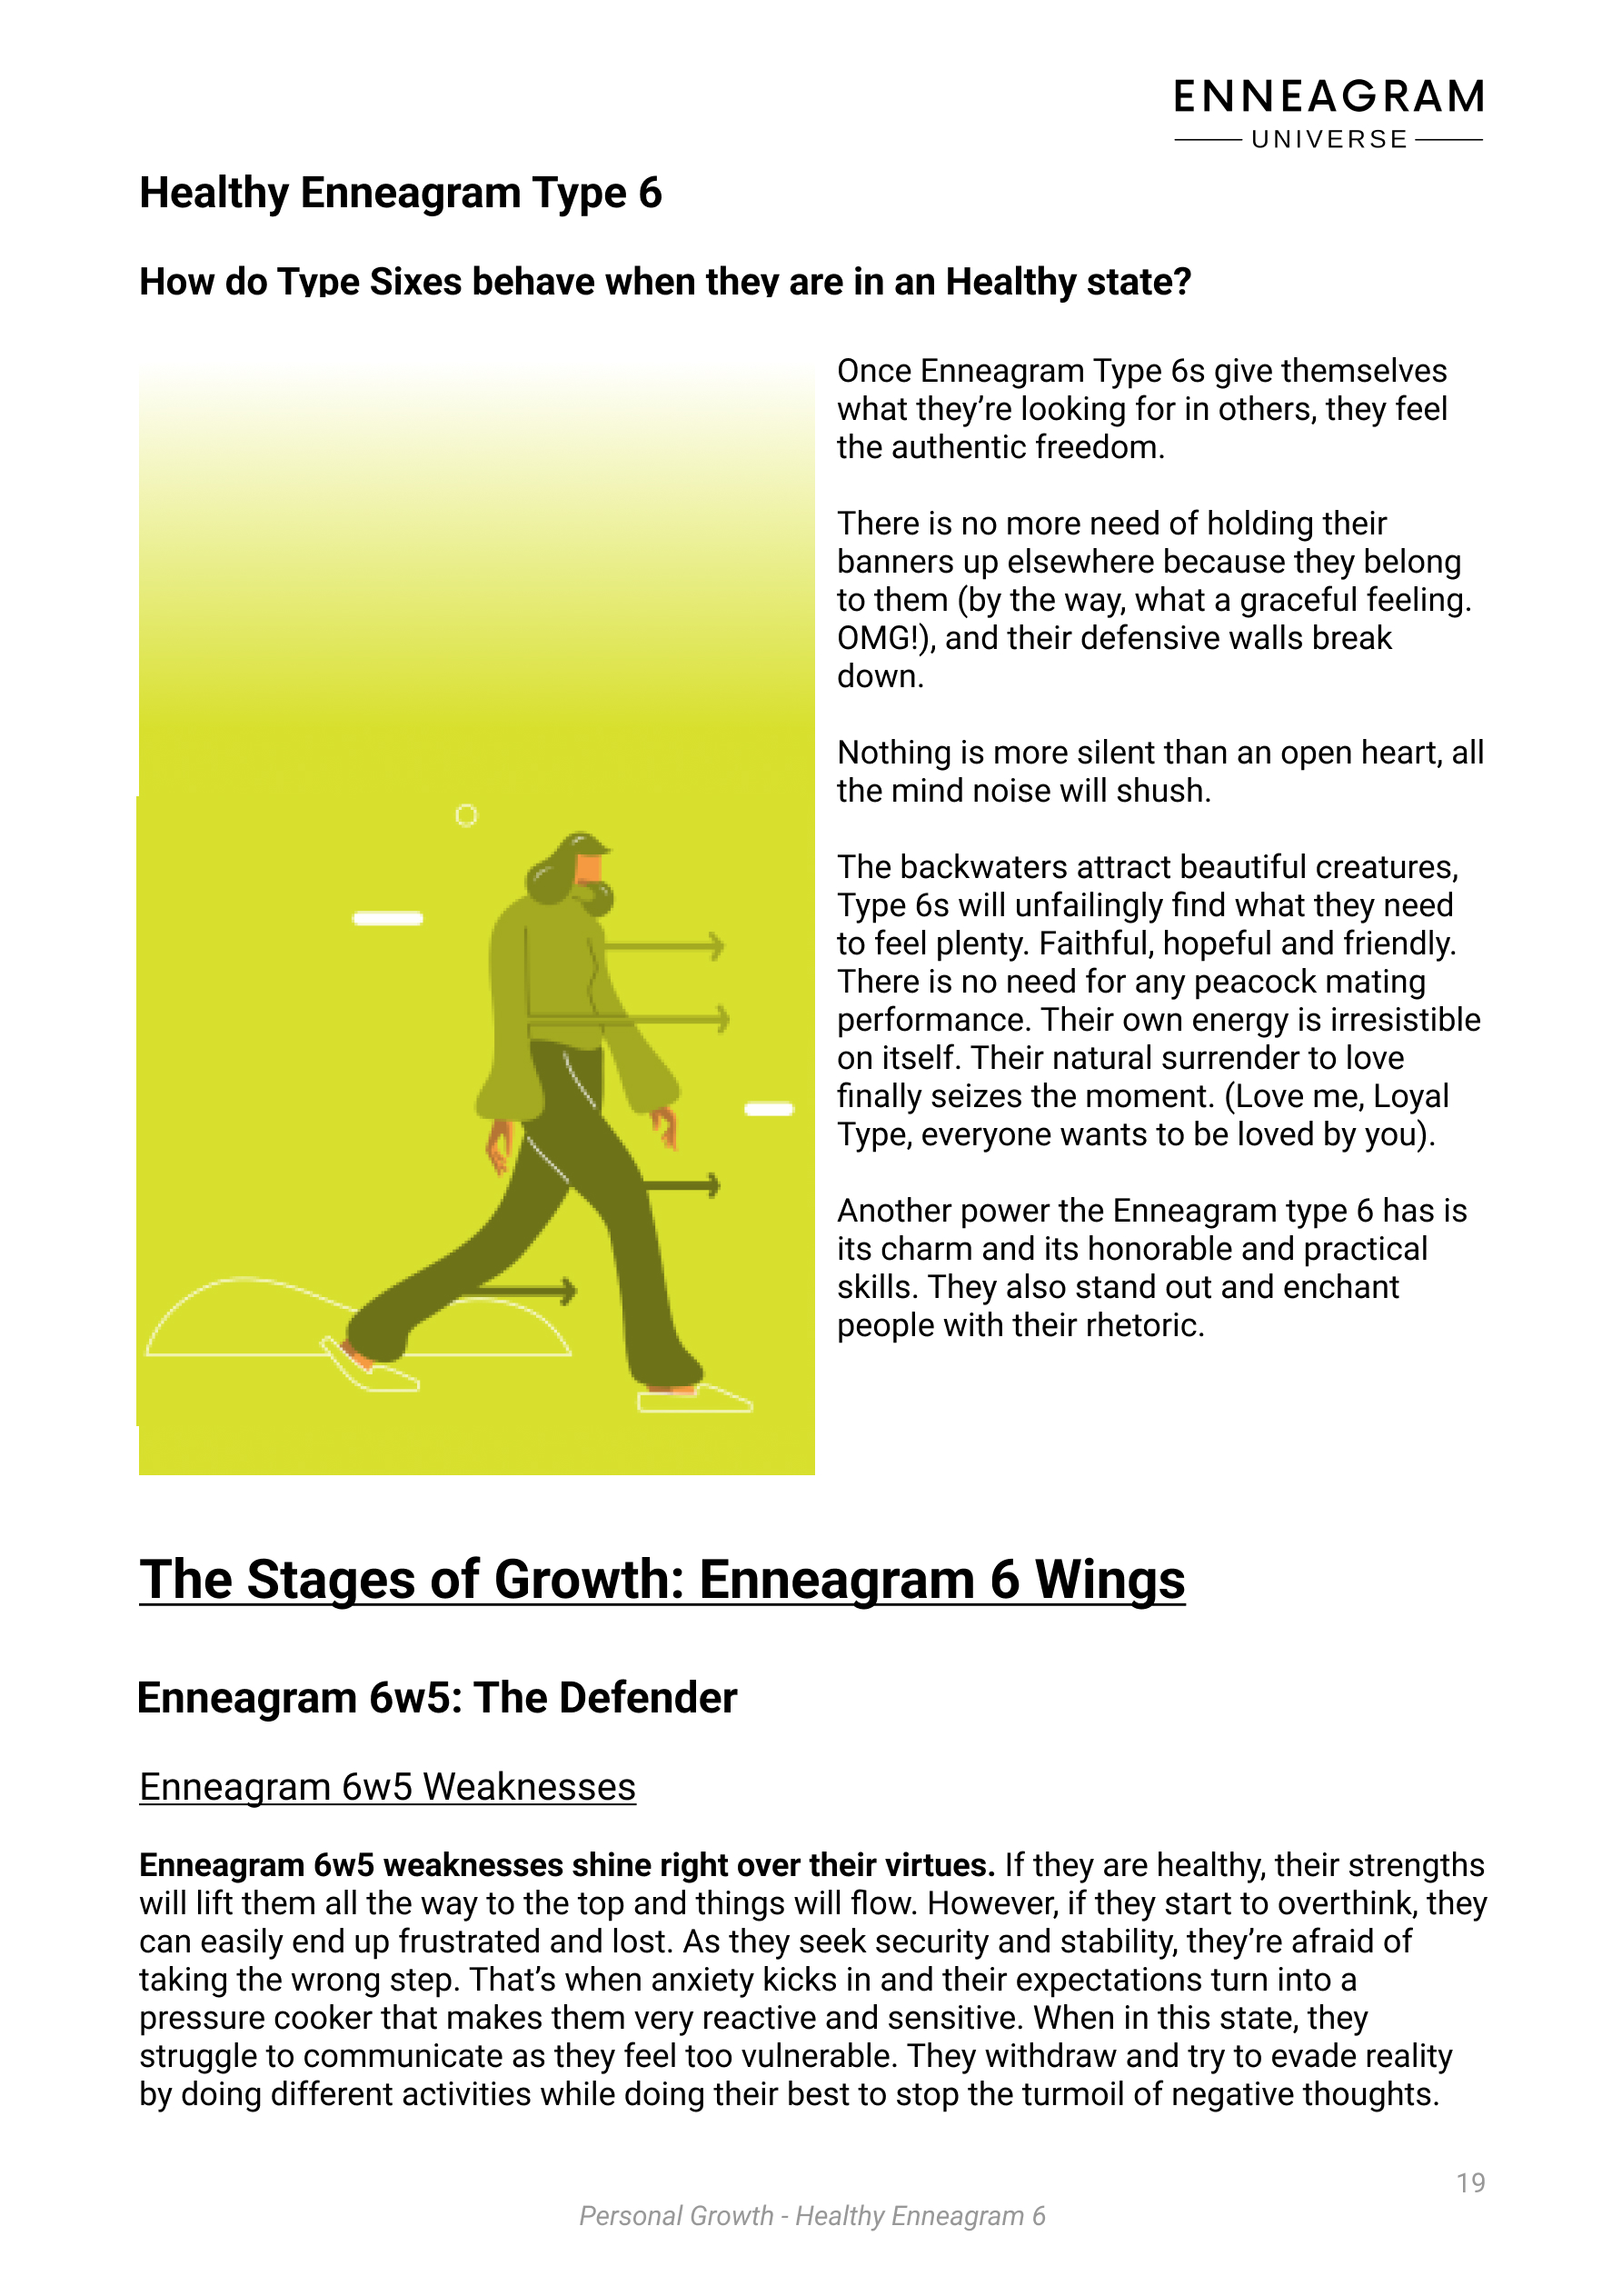 ENNEAGRAM
UNIVERSE
Healthy Enneagram Type 6
How do Type Sixes behave when they are in an Healthy state?
Once Enneagram Type 6s give themselves
what they’re looking for in others, they feel
the authentic freedom.
There is no more need of holding their
banners up elsewhere because they belong
to them (by the way, what a graceful feeling.
OMG!), and their defensive walls break
down.
Nothing is more silent than an open heart, all
the mind noise will shush.
The backwaters attract beautiful creatures,
Type 6s will unfailingly find what they need
to feel plenty. Faithful, hopeful and friendly.
There is no need for any peacock mating
performance. Their own energy is irresistible
on itself. Their natural surrender to love
finally seizes the moment. (Love me, Loyal
Type, everyone wants to be loved by you).
Another power the Enneagram type 6 has is
its charm and its honorable and practical
skills. They also stand out and enchant
people with their rhetoric.
The Stages of Growth: Enneagram 6 Wings
Enneagram 6w5: The Defender
Enneagram 6w5 Weaknesses
Enneagram 6w5 weaknesses shine right over their virtues. If they are healthy, their strengths
will lift them all the way to the top and things will flow. However, if they start to overthink, they
can easily end up frustrated and lost. As they seek security and stability, they’re afraid of
taking the wrong step. That’s when anxiety kicks in and their expectations turn into a
pressure cooker that makes them very reactive and sensitive. When in this state, they
struggle to communicate as they feel too vulnerable. They withdraw and try to evade reality
by doing different activities while doing their best to stop the turmoil of negative thoughts.
19
Personal Growth - Healthy Enneagram 6